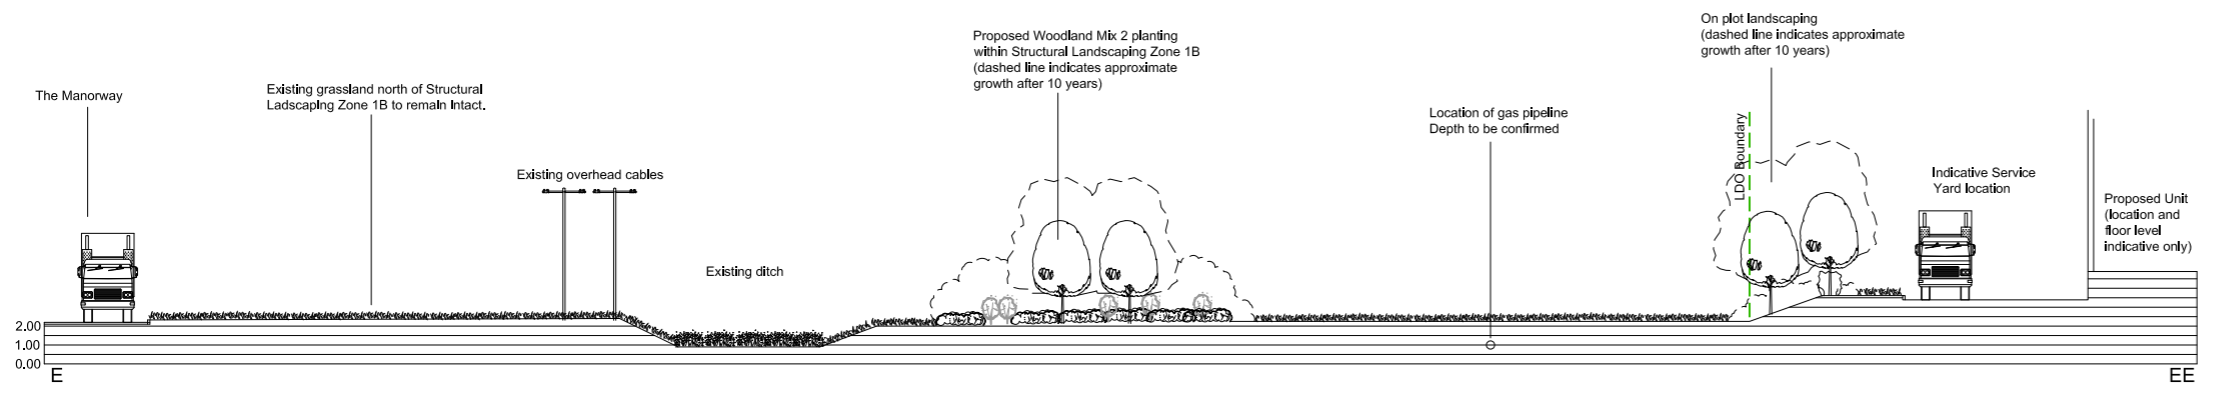 The Manorway
Existing grassland north of Structural
Ladscaping Zone 1B to remain intact.
Existing overhead cables
Existing ditch
Proposed Woodland Mix 2 planting
within Structural Landscaping Zone 1B
(dashed line indicates approximate
growth after 10 years)
Location of gas pipeline
Depth to be confirmed
On plot landscaping
(dashed line indicates approximate
growth after 10 years)
LDO Boundary
Indicative Service
Yard location
Proposed Unit
(location and
floor level
indicative only)
2.00
1.00
0.00
E
EE